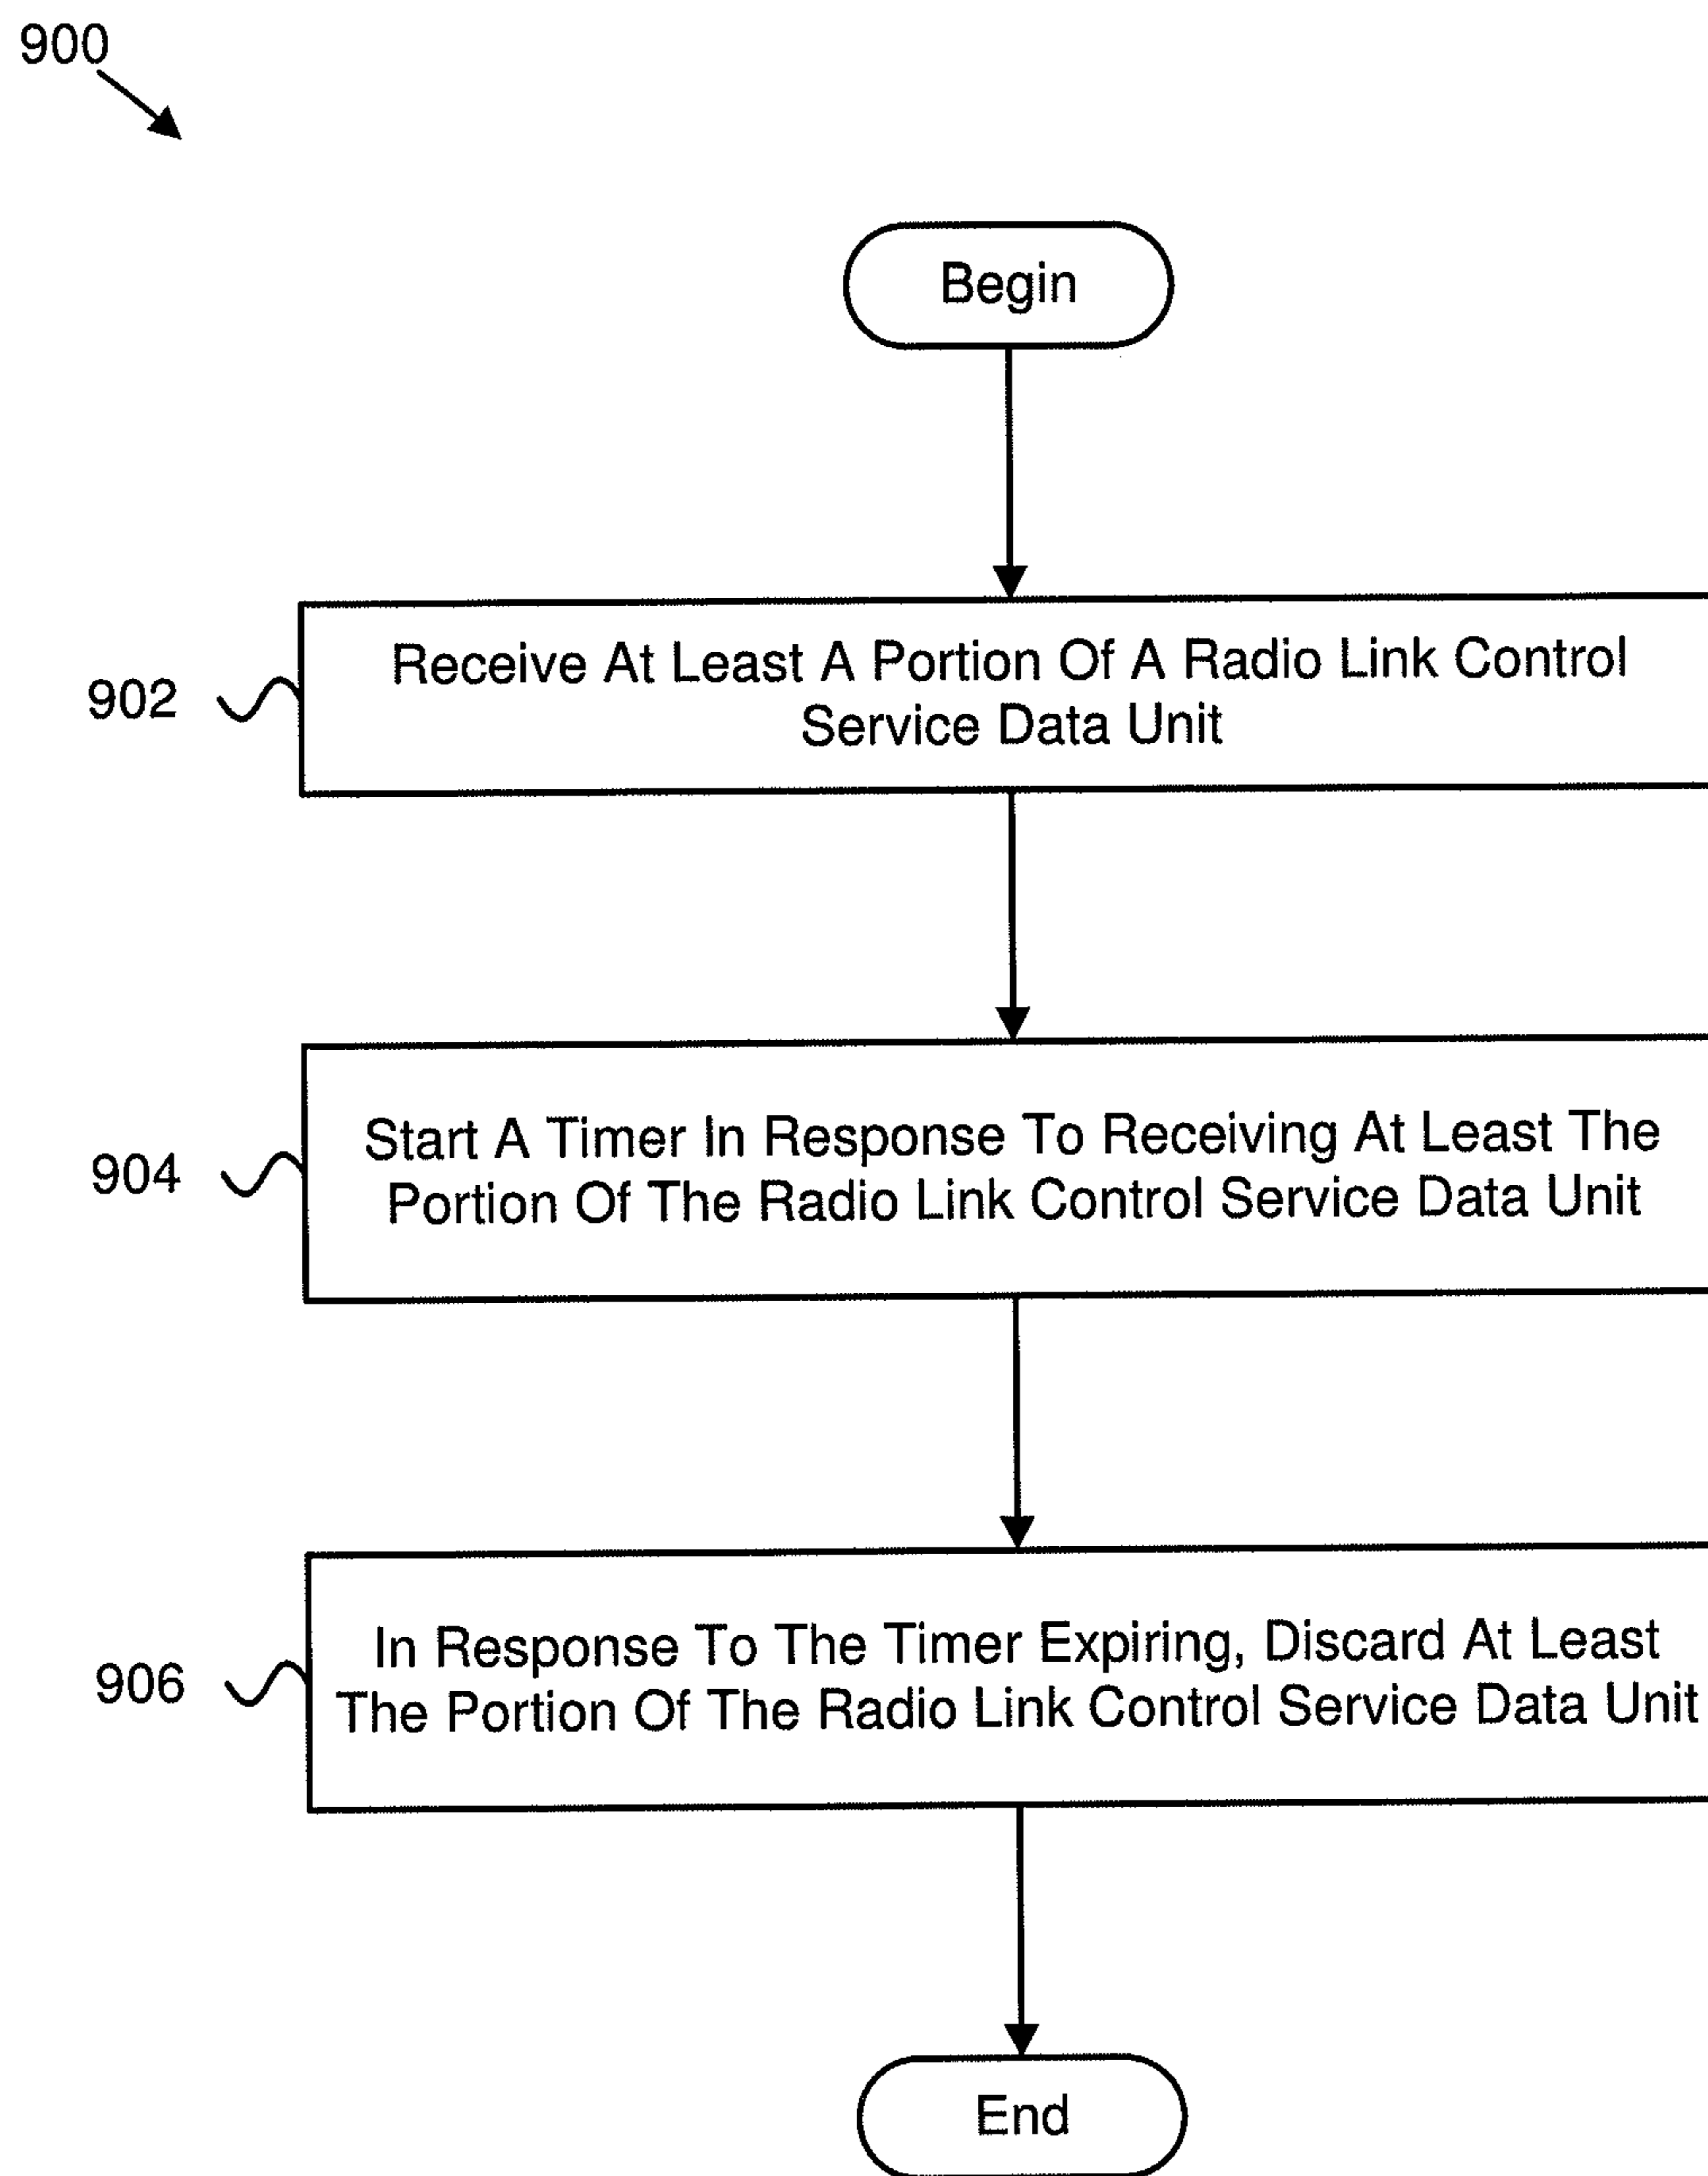 900
Begin
902
Receive At Least A Portion Of A Radio Link Control
Service Data Unit
904
Start A Timer In Response To Receiving At Least The
Portion Of The Radio Link Control Service Data Unit
906
In Response To The Timer Expiring, Discard At Least
The Portion Of The Radio Link Control Service Data Unit
End